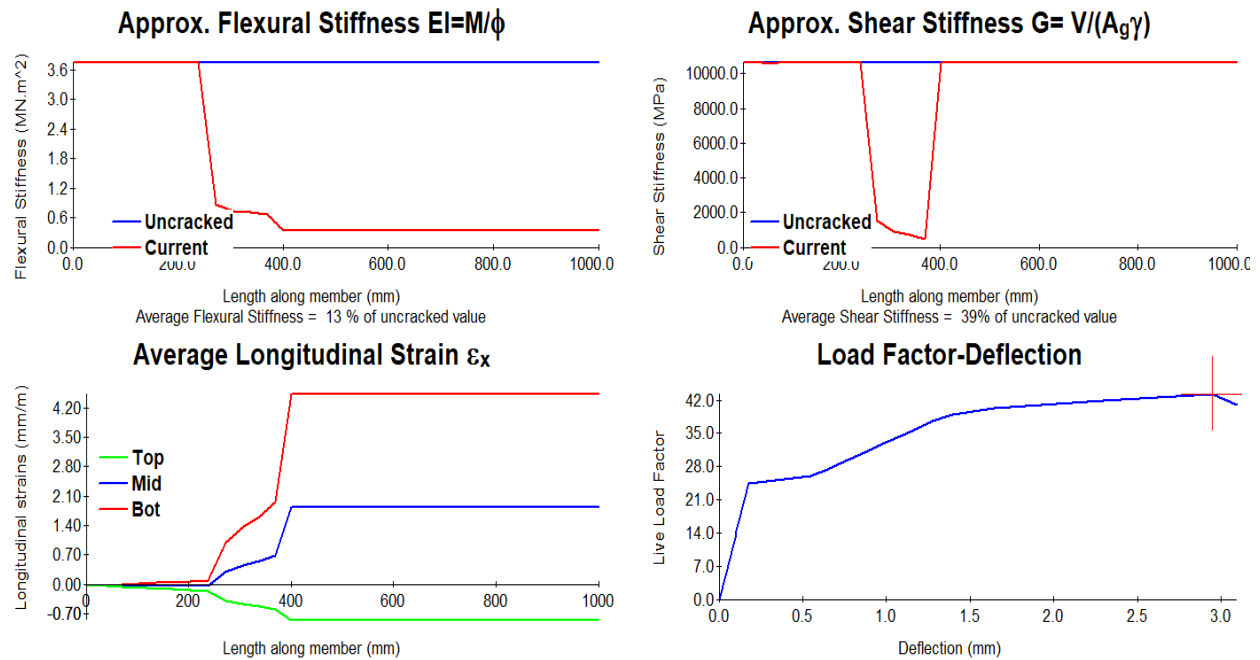 Approx. Flexural Stiffness EI=M/ϕ
Flexural Stiffness (MN.m^2)
3.6
3.0
2.4
1.8
1.2
0.6
0.0
Uncracked
Current
0.0 200.0 400.0 600.0 800.0 1000.0
Length along member (mm)
Average Flexural Stiffness = 13 % of uncracked value
Approx. Shear Stiffness G= V/(Agγ)
Shear Stiffness (MPa)
10000.0
8000.0
6000.0
4000.0
2000.0
0.0
Uncracked
Current
0.0 200.0 400.0 600.0 800.0 1000.0
Length along member (mm)
Average Shear Stiffness = 39% of uncracked value
Average Longitudinal Strain εx
Longitudinal strains (mm/m)
4.20
3.50
2.80
2.10
1.40
0.70
0.00
-0.70
Top
Mid
Bot
0 200 400 600 800 1000
Length along member (mm)
Load Factor-Deflection
Live Load Factor
42.0
35.0
28.0
21.0
14.0
7.0
0.0
0.0 0.5 1.0 1.5 2.0 2.5 3.0
Deflection (mm)